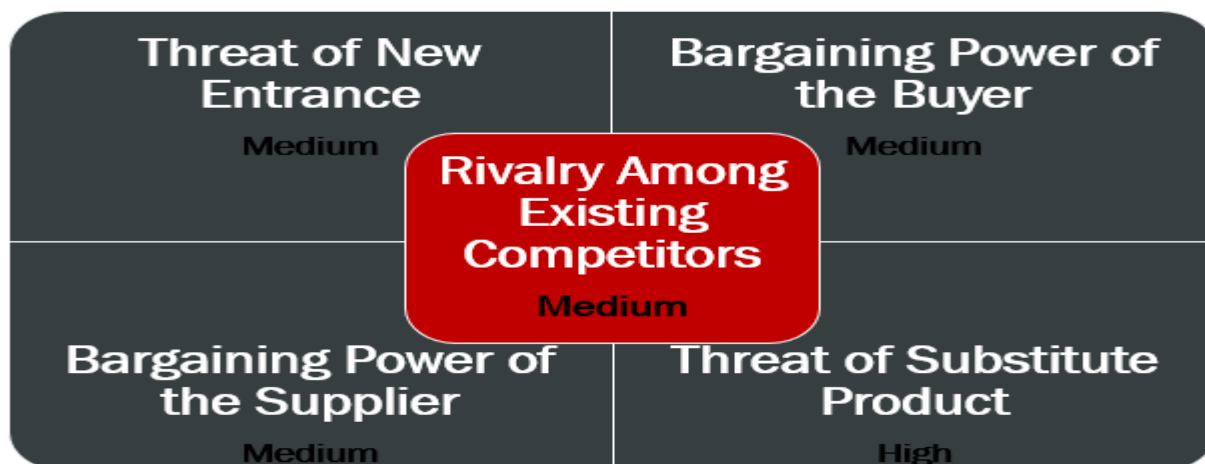 Threat of New
Entrance
Medium
Bargaining Power of
the Buyer
Medium
Rivalry Among
Existing
Competitors
Medium
Bargaining Power of
the Supplier
Medium
Threat of Substitute
Product
High